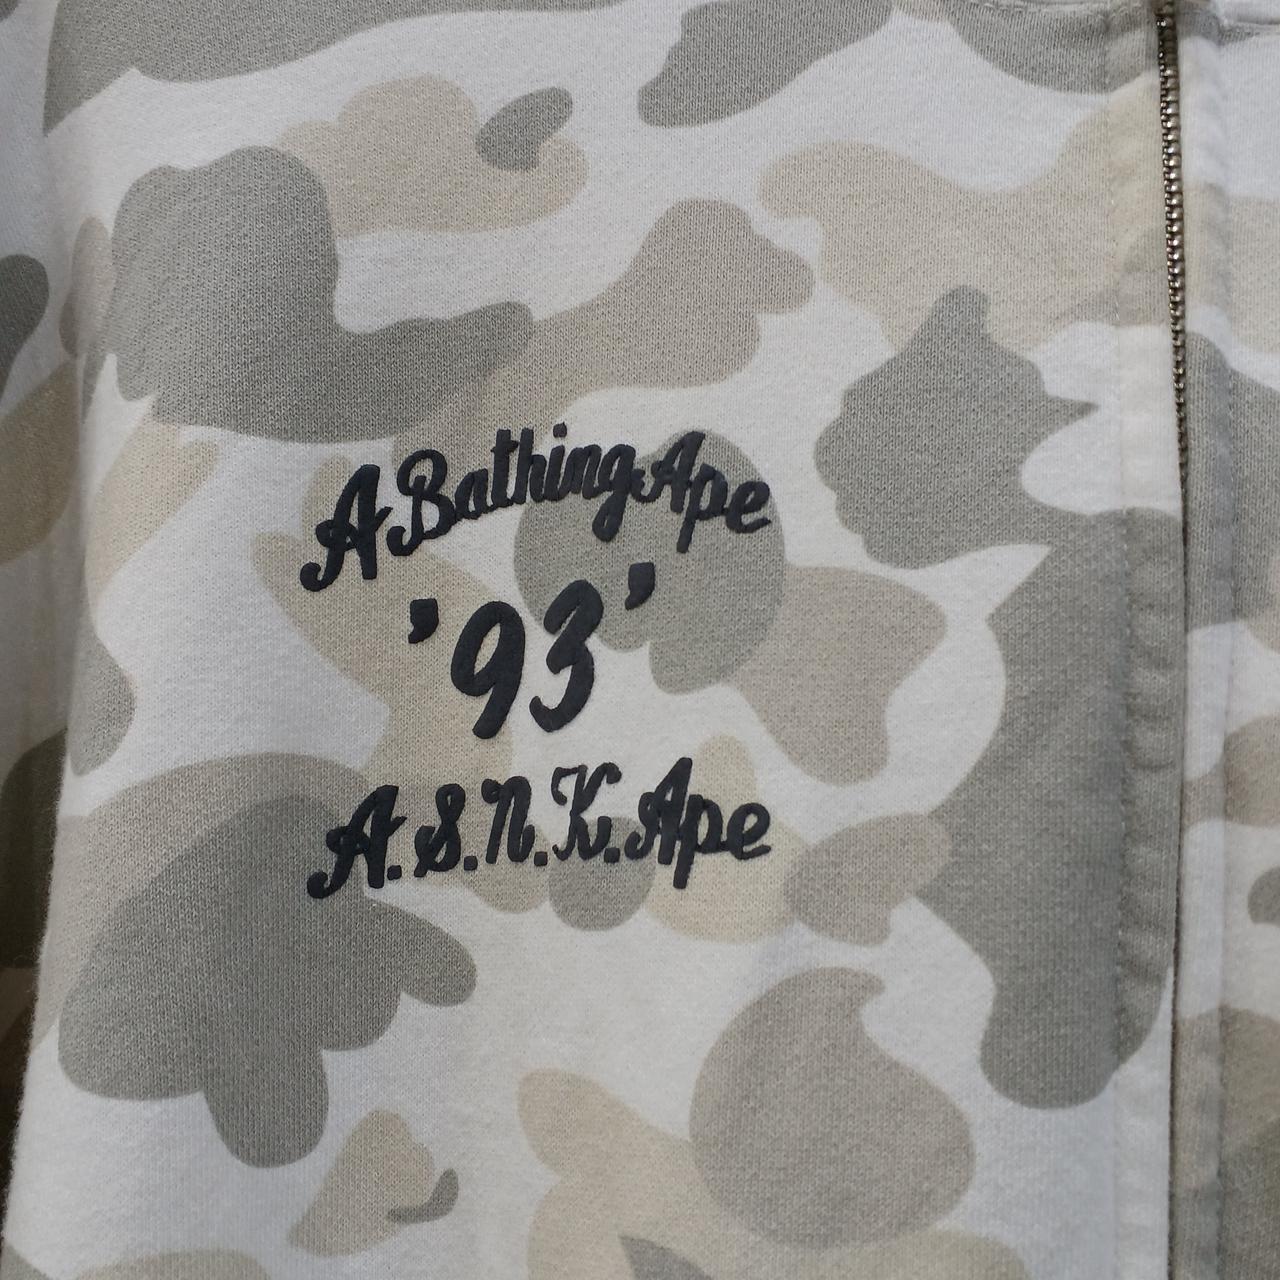 A Bathing Ape
'93'
A.S.N.K.Ape